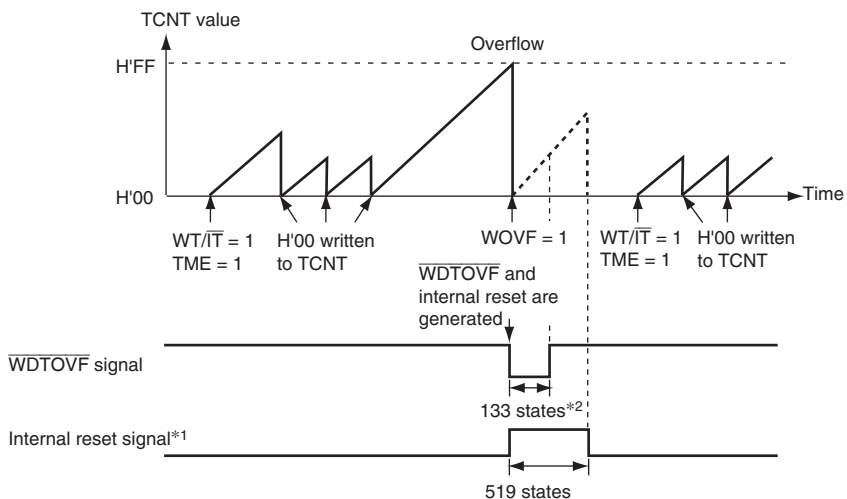 TCNT value
Overflow
H'FF
H'00
Time
WT/IT = 1
TME = 1
H'00 written
to TCNT
WOVF = 1
WT/IT = 1
TME = 1
H'00 written
to TCNT
WDTOVF and
internal reset are
generated
WDTOVF signal
133 states*2
Internal reset signal*1
519 states